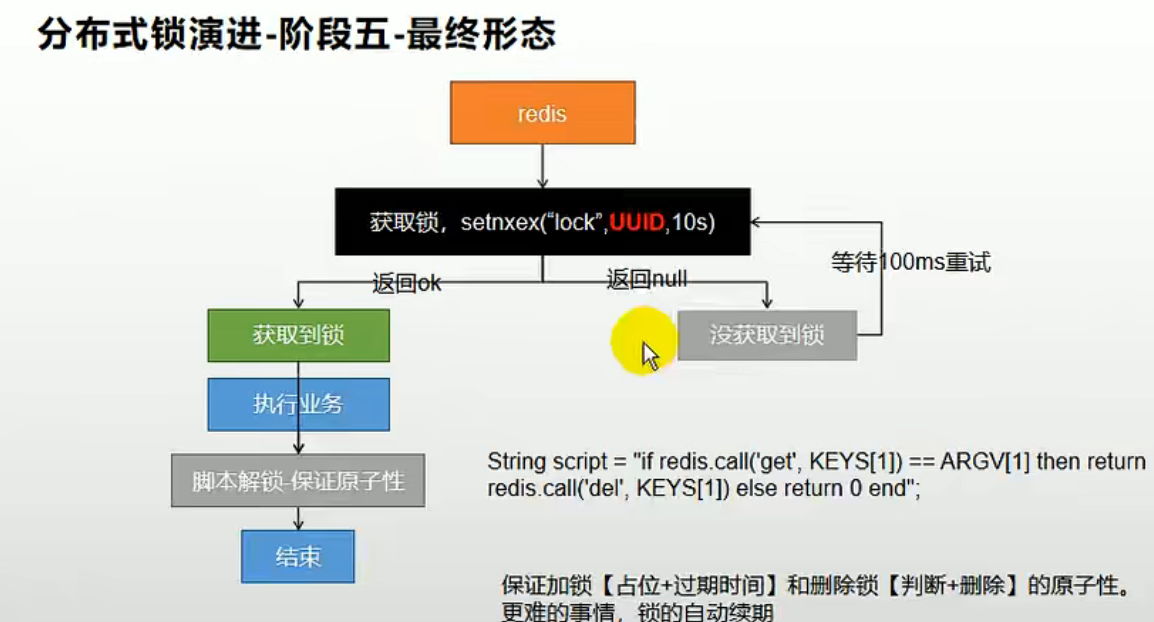 分布式锁演进-阶段五-最终形态
redis
获取锁，setnxex(“lock”,UUID,10s)
等待100ms重试
返回ok
返回null
获取到锁
没获取到锁
执行业务
脚本解锁-保证原子性
String script = "if redis.call('get', KEYS[1]) == ARGV[1] then return
redis.call('del', KEYS[1]) else return 0 end";
结束
保证加锁【占位+过期时间】和删除锁【判断+删除】的原子性。
更难的事情，锁的自动续期